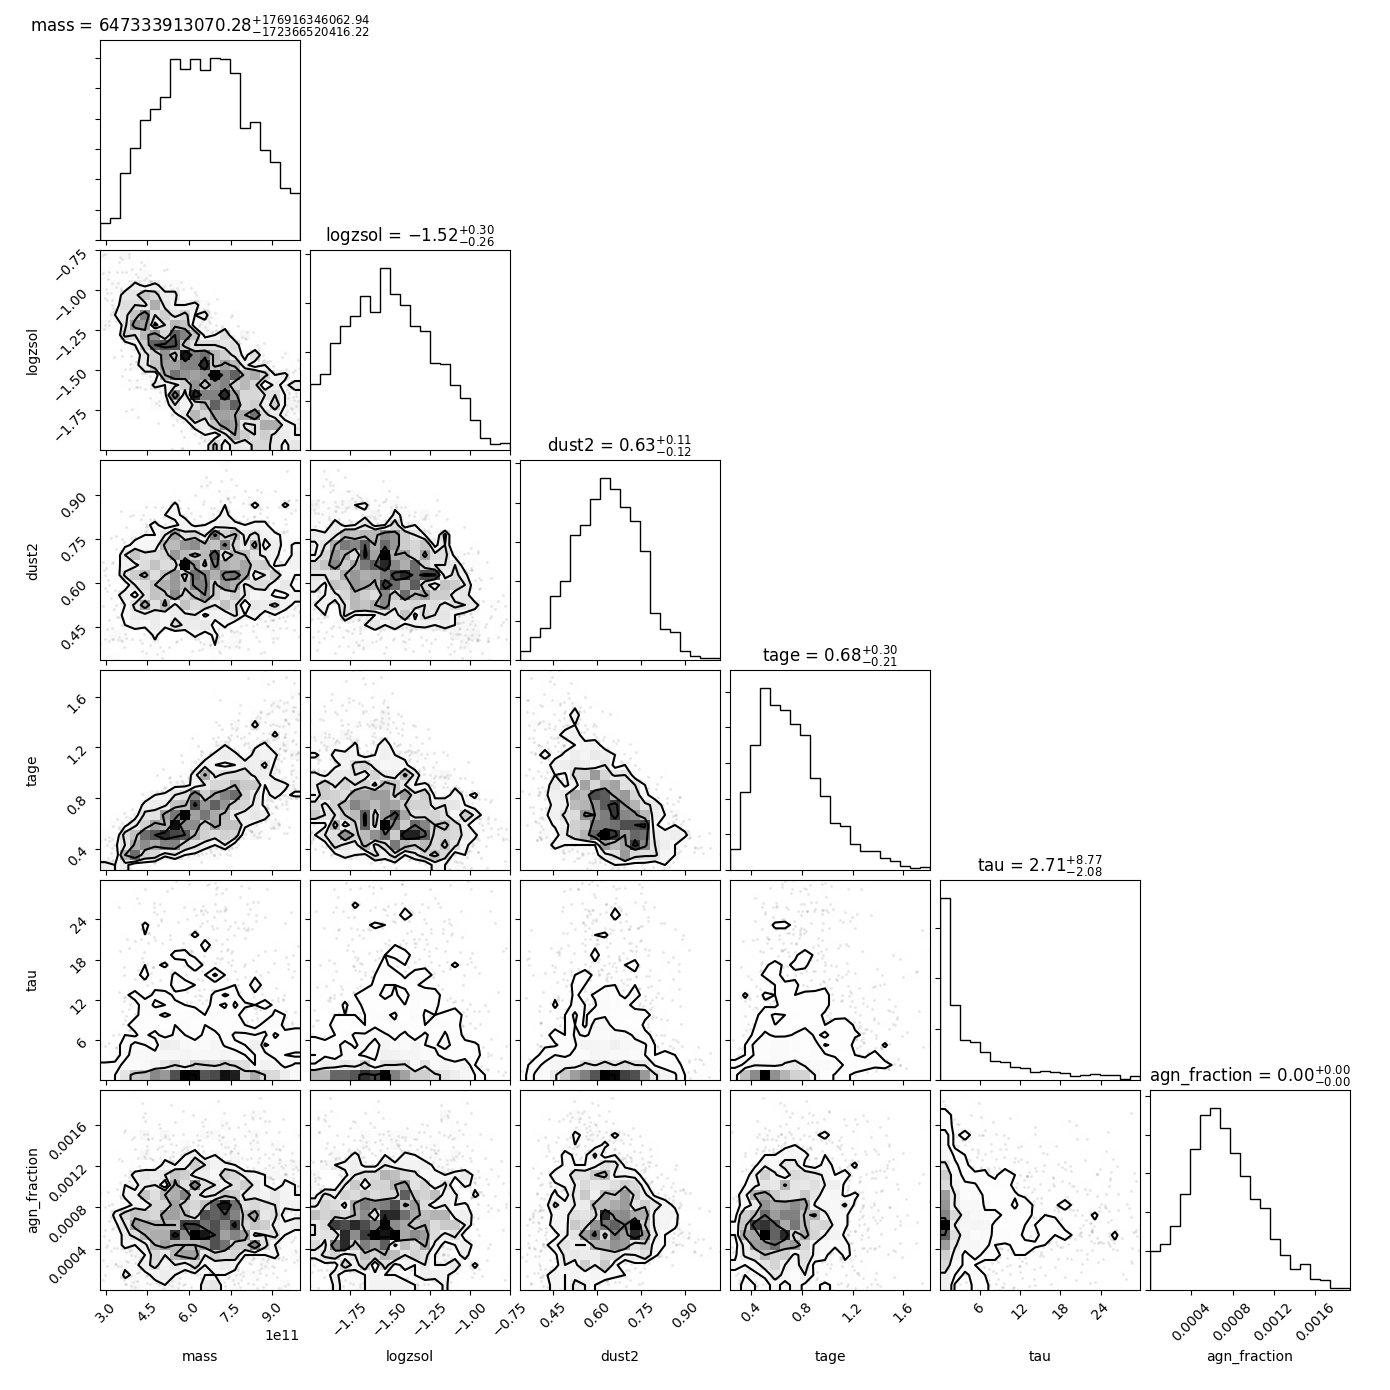 mass = 647333913070.28 +176916346062.94 −172366520416.22
logzsol = −1.52 +0.30 −0.26
−0.75
−1.00
−1.25
−1.50
−1.75
logzsol
dust2 = 0.63 +0.11 −0.12
0.90
0.75
0.60
0.45
dust2
tage = 0.68 +0.30 −0.21
1.6
1.2
0.8
0.4
tage
tau = 2.71 +8.77 −2.08
24
18
12
6
tau
agn_fraction = 0.00 +0.00 −0.00
0.0016
0.0012
0.0008
0.0004
agn_fraction
3.0 4.5 6.0 7.5 9.0 −1.75 −1.50 −1.25 −1.00 −0.75 0.45 0.60 0.75 0.90 0.4 0.8 1.2 1.6 6 12 18 24 0.0004 0.0008 0.0012 0.0016
1e11
mass logzsol dust2 tage tau agn_fraction